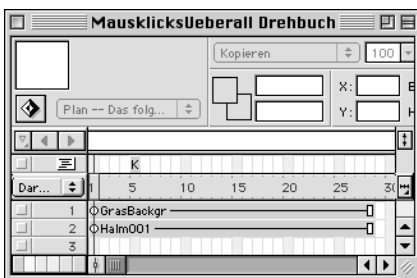 MausklicksUeberall Drehbuch
Kopieren
100
Plan -- Das folg...
X:
Y:
K
Dar...
1 5 10 15 20 25 30
1 GrasBackgr
2 Halm001
3